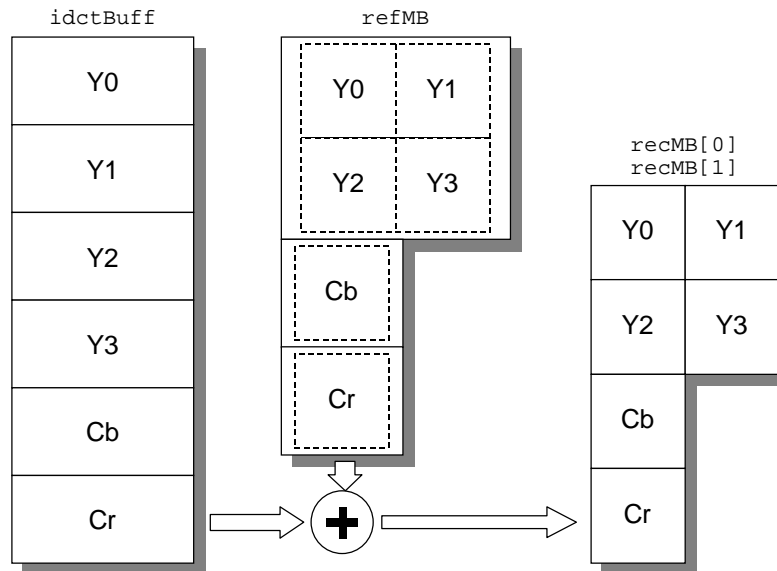 idctBuff
Y0
Y1
Y2
Y3
Cb
Cr
refMB
Y0 Y1
Y2 Y3
Cb
Cr
+
recMB[0]
recMB[1]
Y0 Y1
Y2 Y3
Cb
Cr